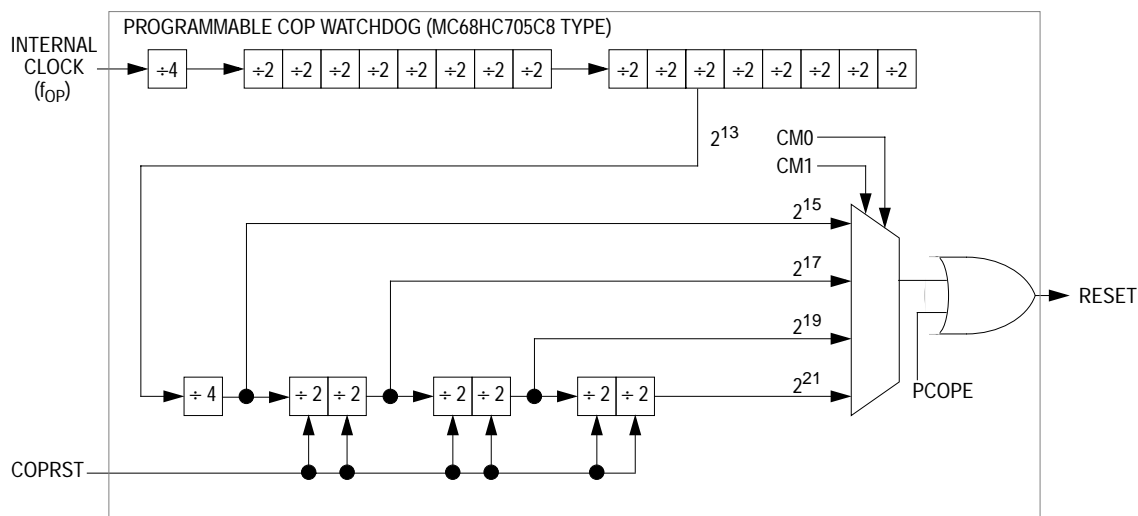 PROGRAMMABLE COP WATCHDOG (MC68HC705C8 TYPE)
INTERNAL
CLOCK
(fOP)
÷4
÷2 ÷2 ÷2 ÷2 ÷2 ÷2 ÷2 ÷2
÷2 ÷2 ÷2 ÷2 ÷2 ÷2 ÷2 ÷2
2^13
CM0
CM1
2^15
2^17
2^19
2^21
RESET
PCOPE
÷ 4
÷ 2 ÷ 2
÷ 2 ÷ 2
÷ 2 ÷ 2
COPRST